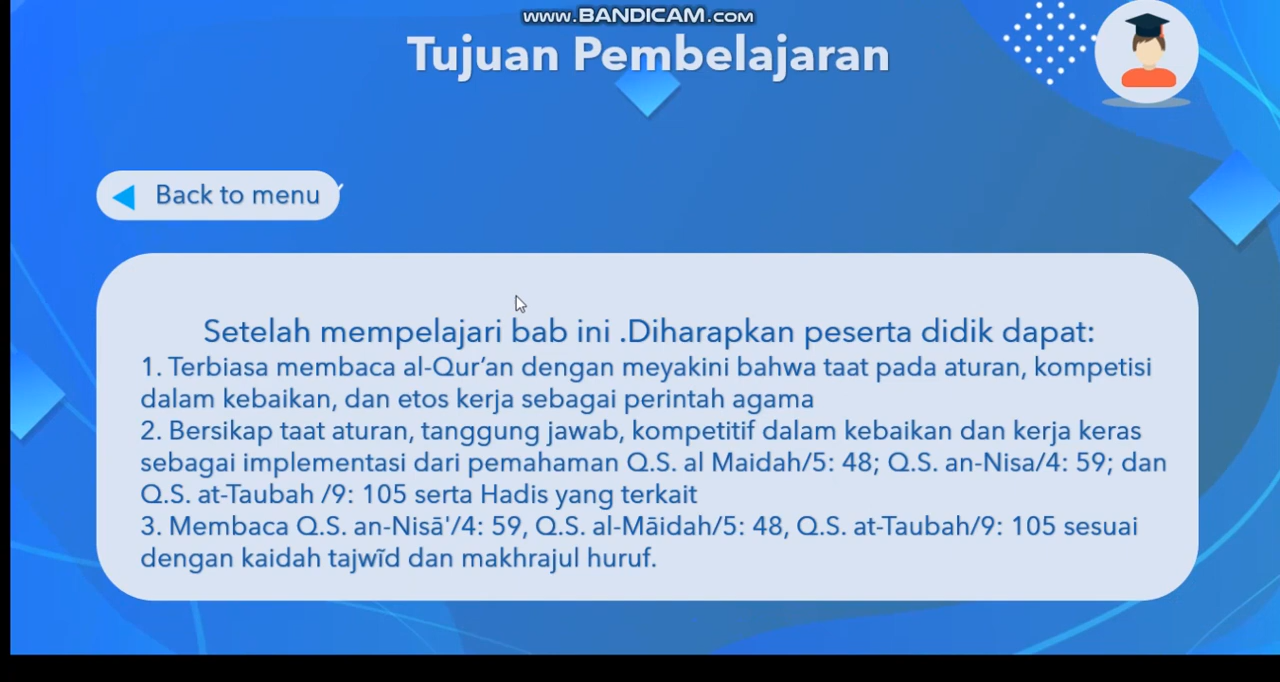 WWW.BANDICAM.COM
Tujuan Pembelajaran
Back to menu
Setelah mempelajari bab ini .Diharapkan peserta didik dapat:
1. Terbiasa membaca al-Qur’an dengan meyakini bahwa taat pada aturan, kompetisi
dalam kebaikan, dan etos kerja sebagai perintah agama
2. Bersikap taat aturan, tanggung jawab, kompetitif dalam kebaikan dan kerja keras
sebagai implementasi dari pemahaman Q.S. al Maidah/5: 48; Q.S. an-Nisa/4: 59; dan
Q.S. at-Taubah /9: 105 serta Hadis yang terkait
3. Membaca Q.S. an-Nisā'/4: 59, Q.S. al-Māidah/5: 48, Q.S. at-Taubah/9: 105 sesuai
dengan kaidah tajwĩd dan makhrajul huruf.